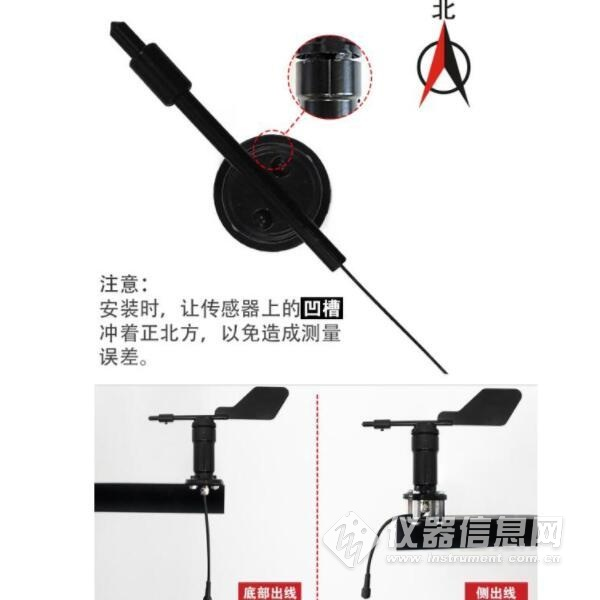 北
注意：
安装时，让传感器上的凹槽
冲着正北方，以免造成测量
误差。
底部出线
侧出线
仪器信息网
www.instrument.com.cn